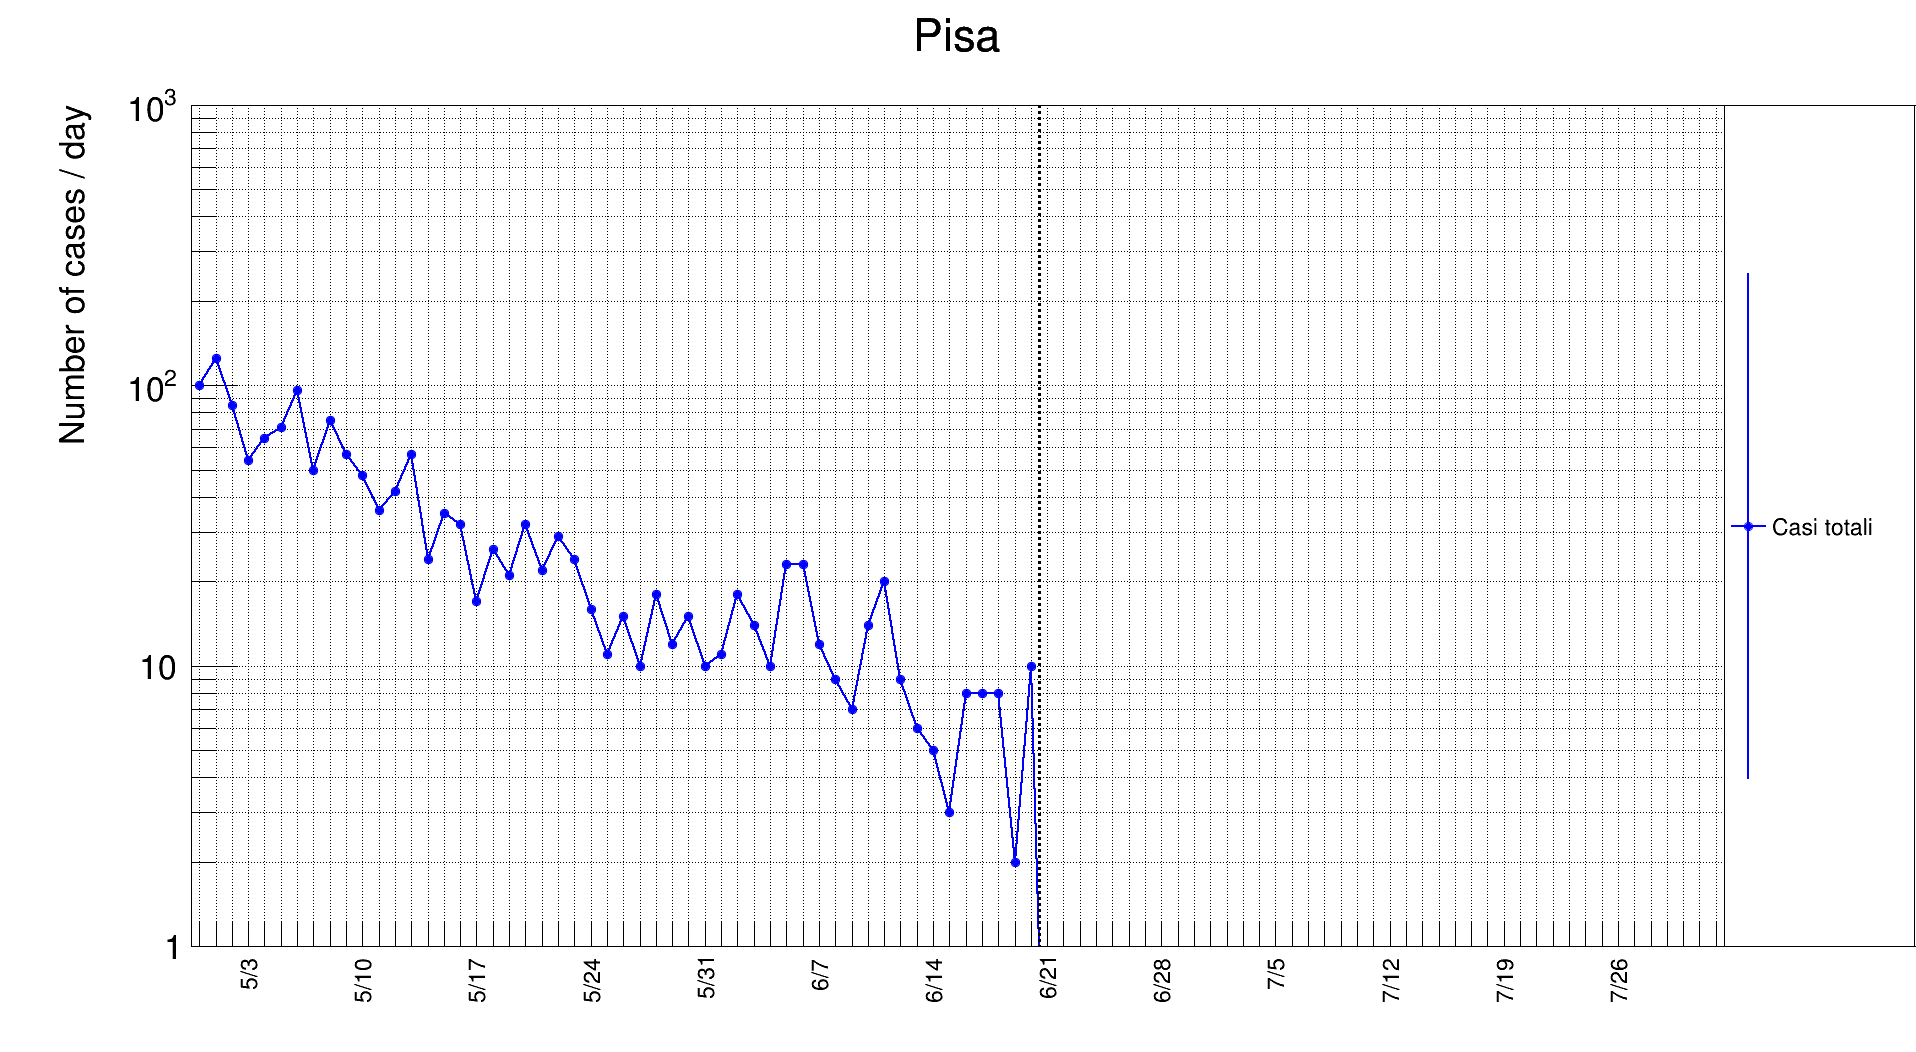 Pisa
Number of cases / day
10³
10²
10
1
5/3 5/10 5/17 5/24 5/31 6/7 6/14 6/21 6/28 7/5 7/12 7/19 7/26
Casi totali